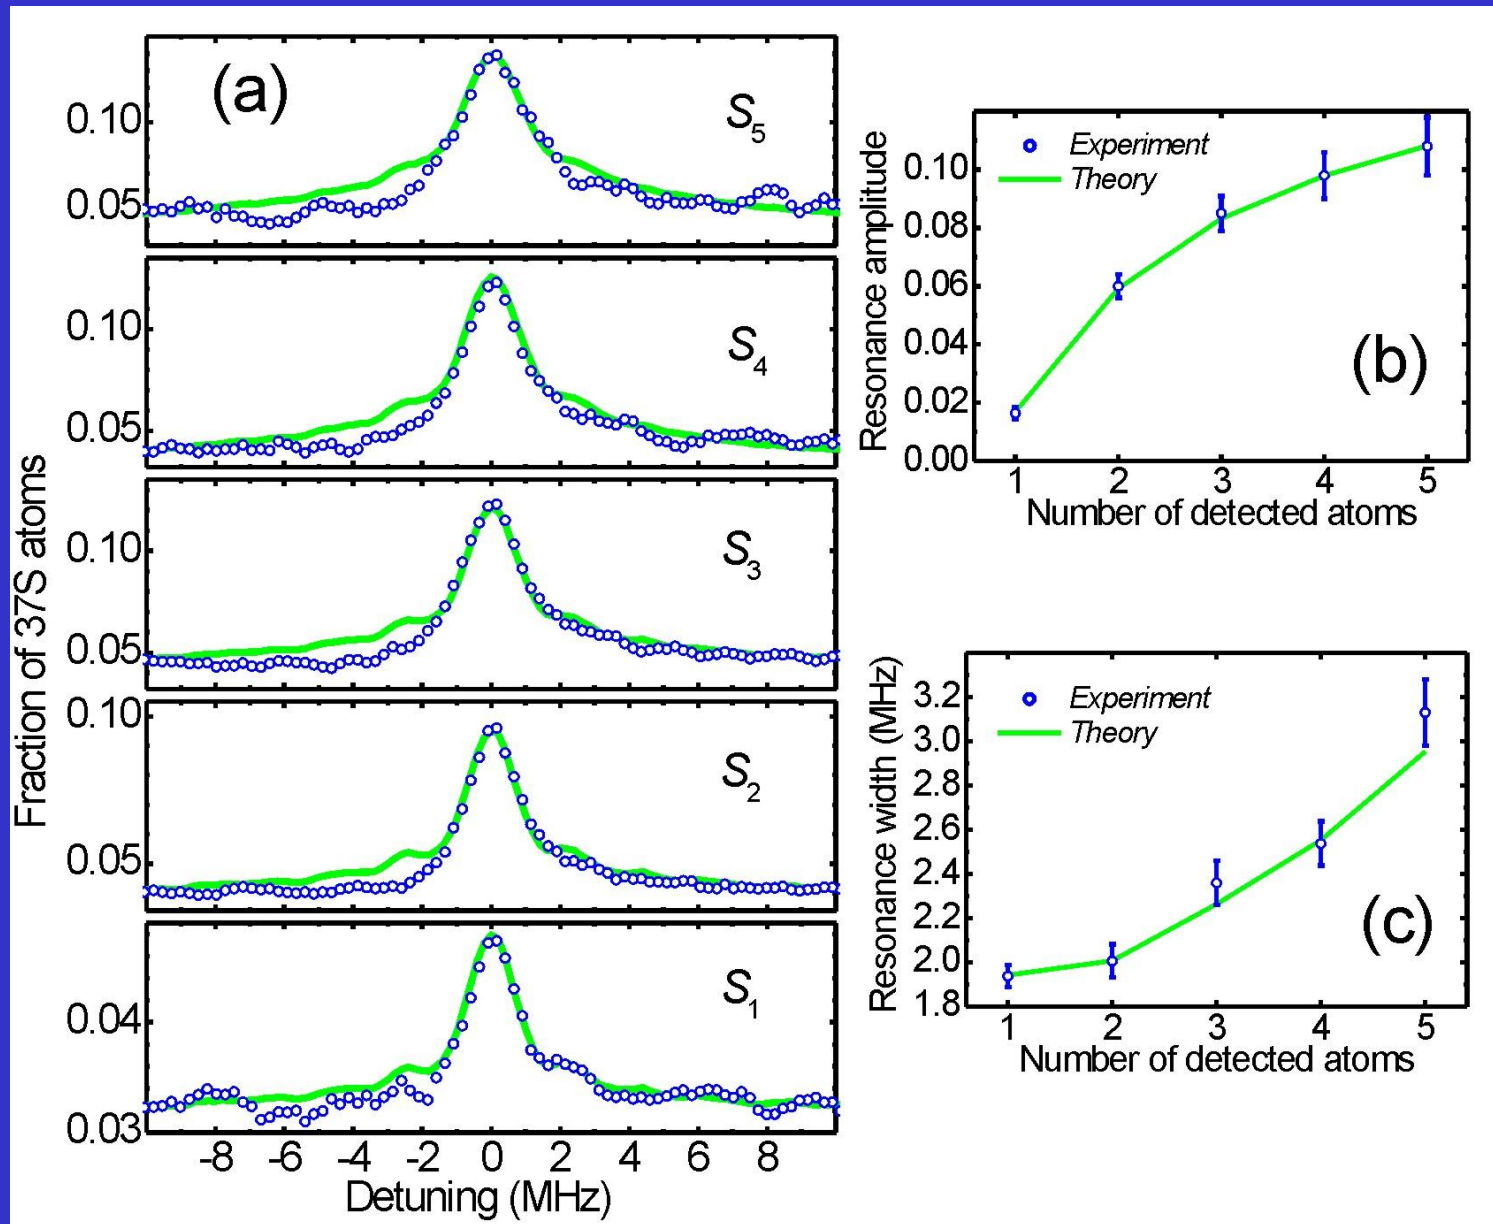 (a)
Fraction of 37S atoms
S5
0.10
0.05
S4
0.10
0.05
S3
0.10
0.05
S2
0.10
0.05
S1
0.04
0.03
-8 -6 -4 -2 0 2 4 6 8
Detuning (MHz)
(b)
Resonance amplitude
Experiment
Theory
0.10
0.08
0.06
0.04
0.02
0.00
1 2 3 4 5
Number of detected atoms
(c)
Resonance width (MHz)
Experiment
Theory
3.2
3.0
2.8
2.6
2.4
2.2
2.0
1.8
1 2 3 4 5
Number of detected atoms